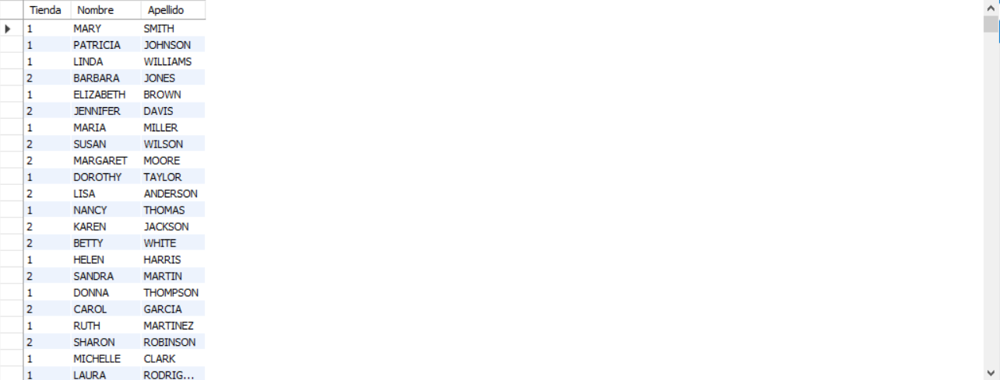 Tienda Nombre Apellido
1 MARY SMITH
1 PATRICIA JOHNSON
1 LINDA WILLIAMS
2 BARBARA JONES
1 ELIZABETH BROWN
2 JENNIFER DAVIS
1 MARIA MILLER
2 SUSAN WILSON
2 MARGARET MOORE
1 DOROTHY TAYLOR
2 LISA ANDERSON
1 NANCY THOMAS
2 KAREN JACKSON
2 BETTY WHITE
1 HELEN HARRIS
2 SANDRA MARTIN
1 DONNA THOMPSON
2 CAROL GARCIA
1 RUTH MARTINEZ
2 SHARON ROBINSON
1 MICHELLE CLARK
1 LAURA RODRIG...